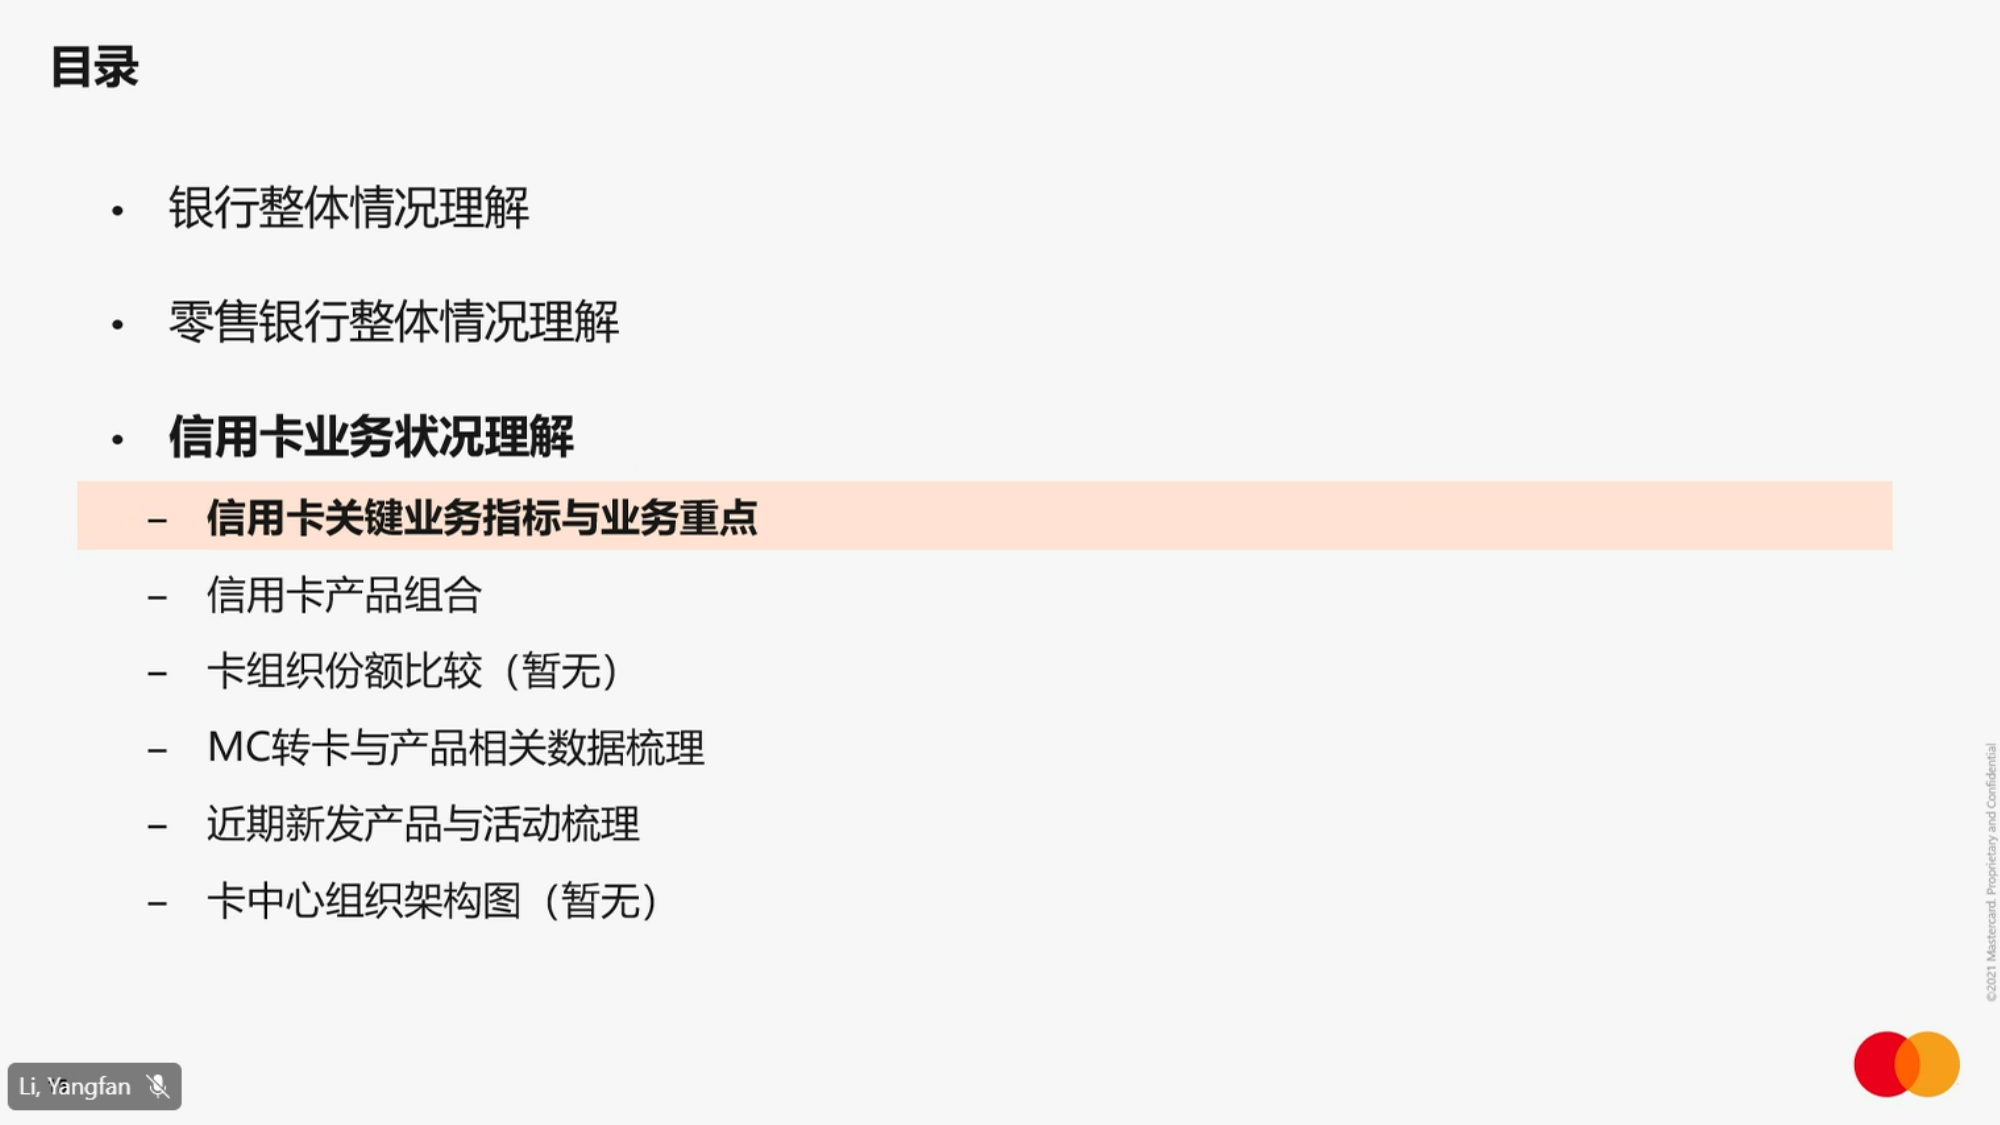 目录
• 银行整体情况理解
• 零售银行整体情况理解
• 信用卡业务状况理解
– 信用卡关键业务指标与业务重点
– 信用卡产品组合
– 卡组织份额比较（暂无）
– MC转卡与产品相关数据梳理
– 近期新发产品与活动梳理
– 卡中心组织架构图（暂无）
©2021 Mastercard. Proprietary and Confidential
Li, Yangfan